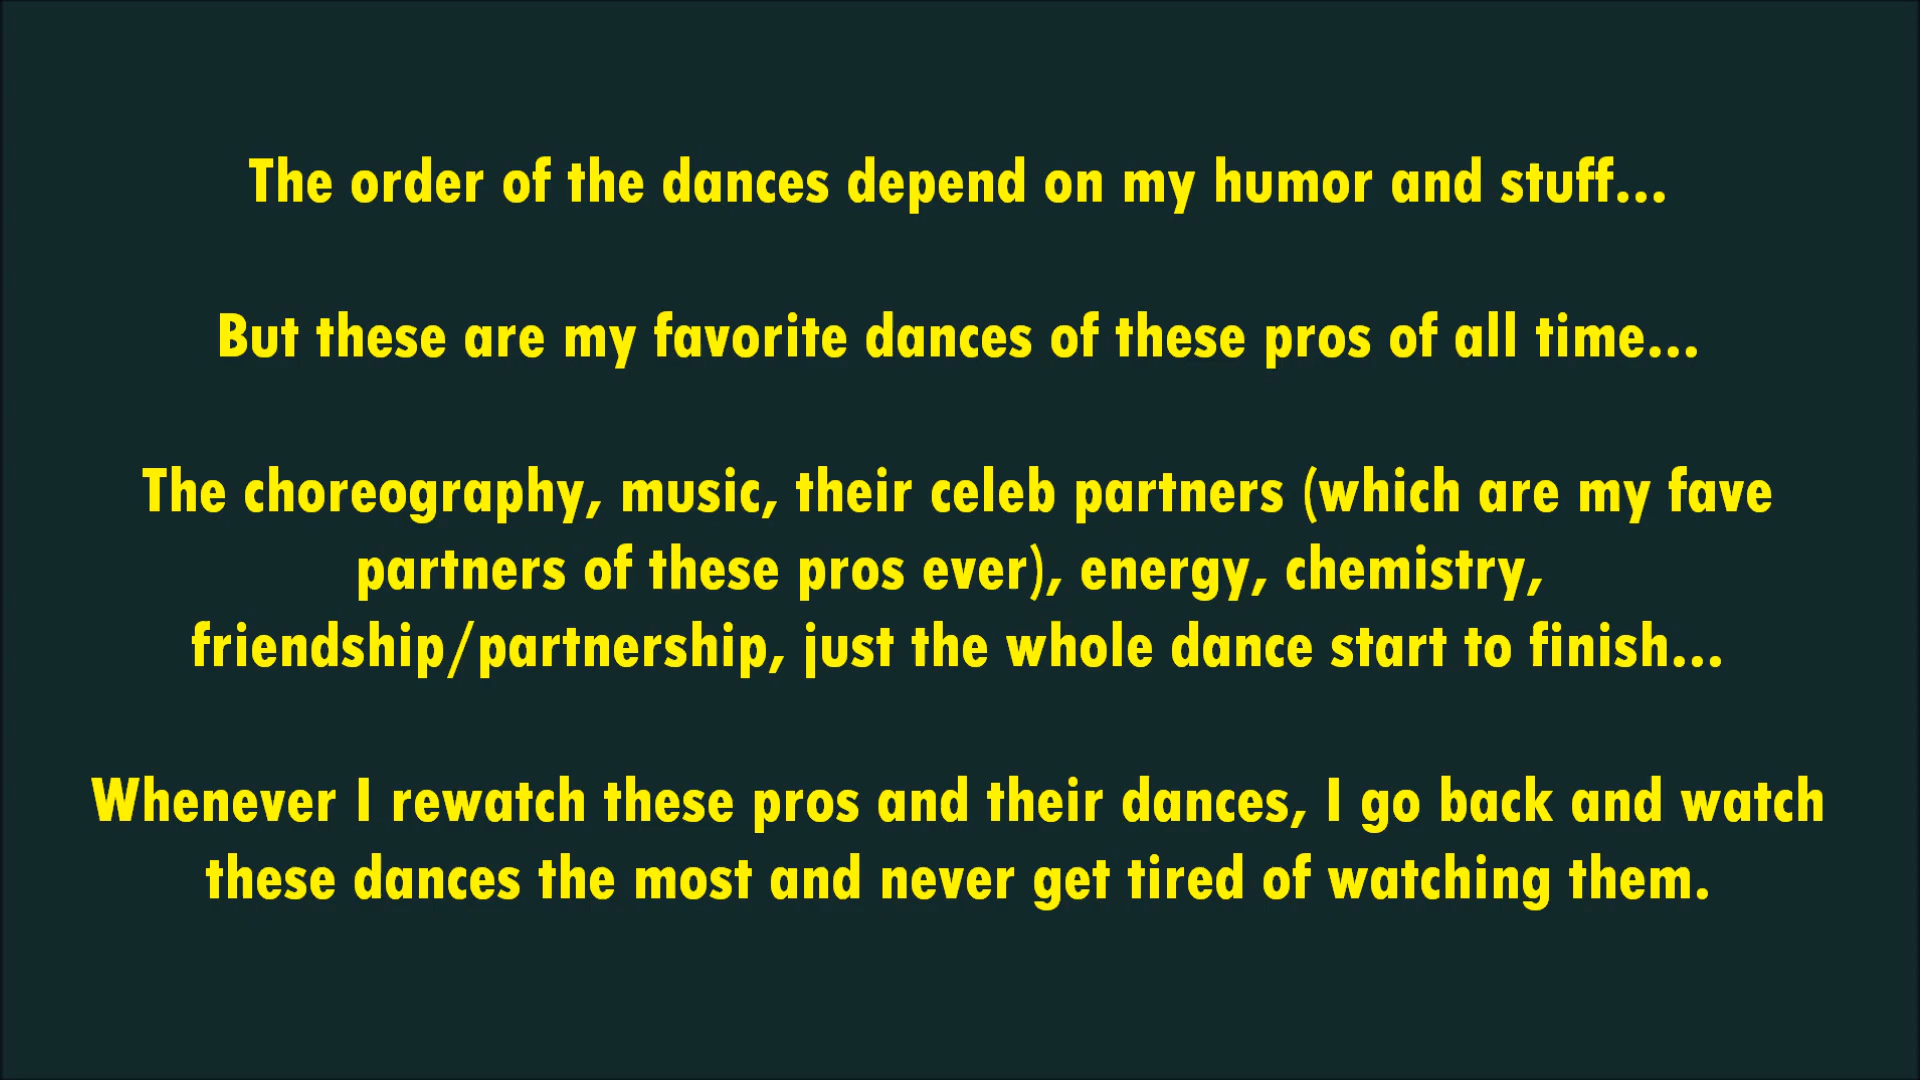 The order of the dances depend on my humor and stuff...
But these are my favorite dances of these pros of all time...
The choreography, music, their celeb partners (which are my fave
partners of these pros ever), energy, chemistry,
friendship/partnership, just the whole dance start to finish...
Whenever I rewatch these pros and their dances, I go back and watch
these dances the most and never get tired of watching them.